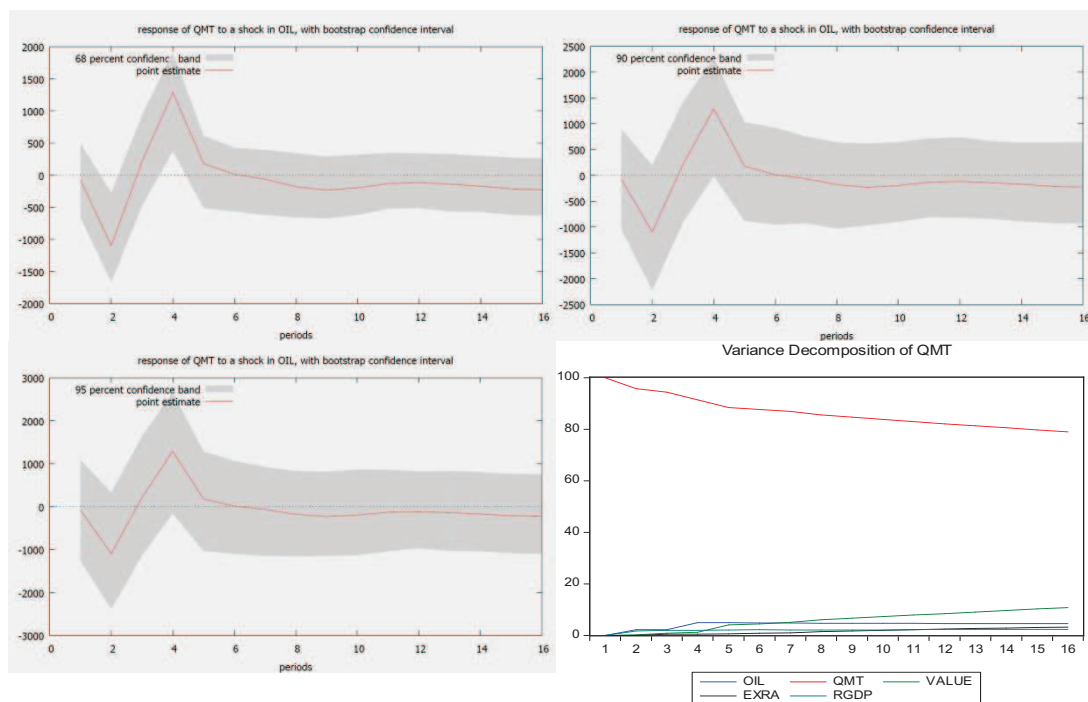 response of QMT to a shock in OIL, with bootstrap confidence interval
2000
1500
1000
500
0
-500
-1000
-1500
-2000
68 percent confidenc band
point estimate
0 2 4 6 8 10 12 14 16
periods
response of QMT to a shock in OIL, with bootstrap confidence interval
2500
2000
1500
1000
500
0
-500
-1000
-1500
-2000
-2500
90 percent confidence band
point estimate
0 2 4 6 8 10 12 14 16
periods
response of QMT to a shock in OIL, with bootstrap confidence interval
3000
2000
1000
0
-1000
-2000
-3000
95 percent confidence band
point estimate
0 2 4 6 8 10 12 14 16
periods
Variance Decomposition of QMT
100
80
60
40
20
0
1 2 3 4 5 6 7 8 9 10 11 12 13 14 15 16
OIL QMT VALUE
EXRA RGDP